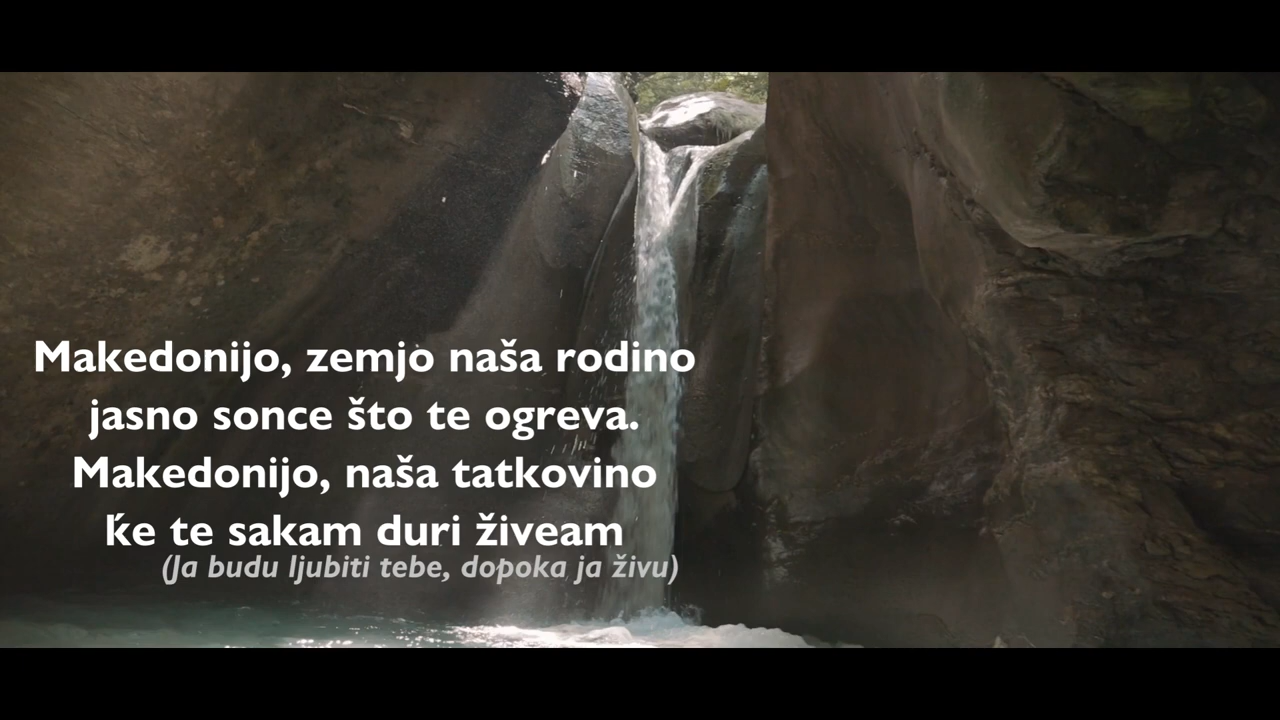 Makedonijo, zemjo naša rodino
jasno sonce što te ogreva.
Makedonijo, naša tatkovino
ḱe te sakam duri živeam
(Ja budu ljubiti tebe, dopoka ja živu)